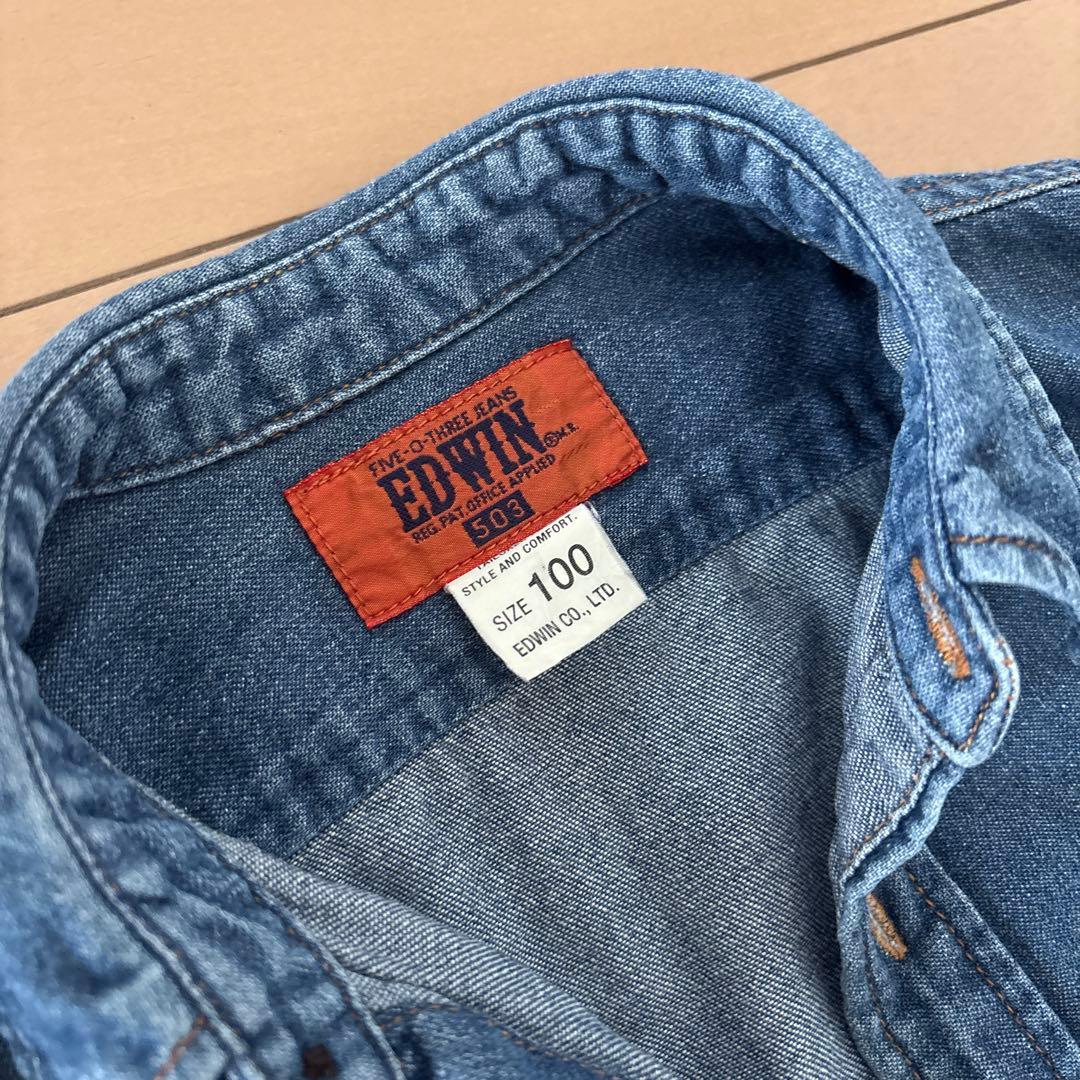 FIVE-O-THREE JEANS
EDWIN ® M.R.
REG. PAT. OFFICE APPLIED
503
STYLE AND COMFORT.
SIZE 100
EDWIN CO., LTD.